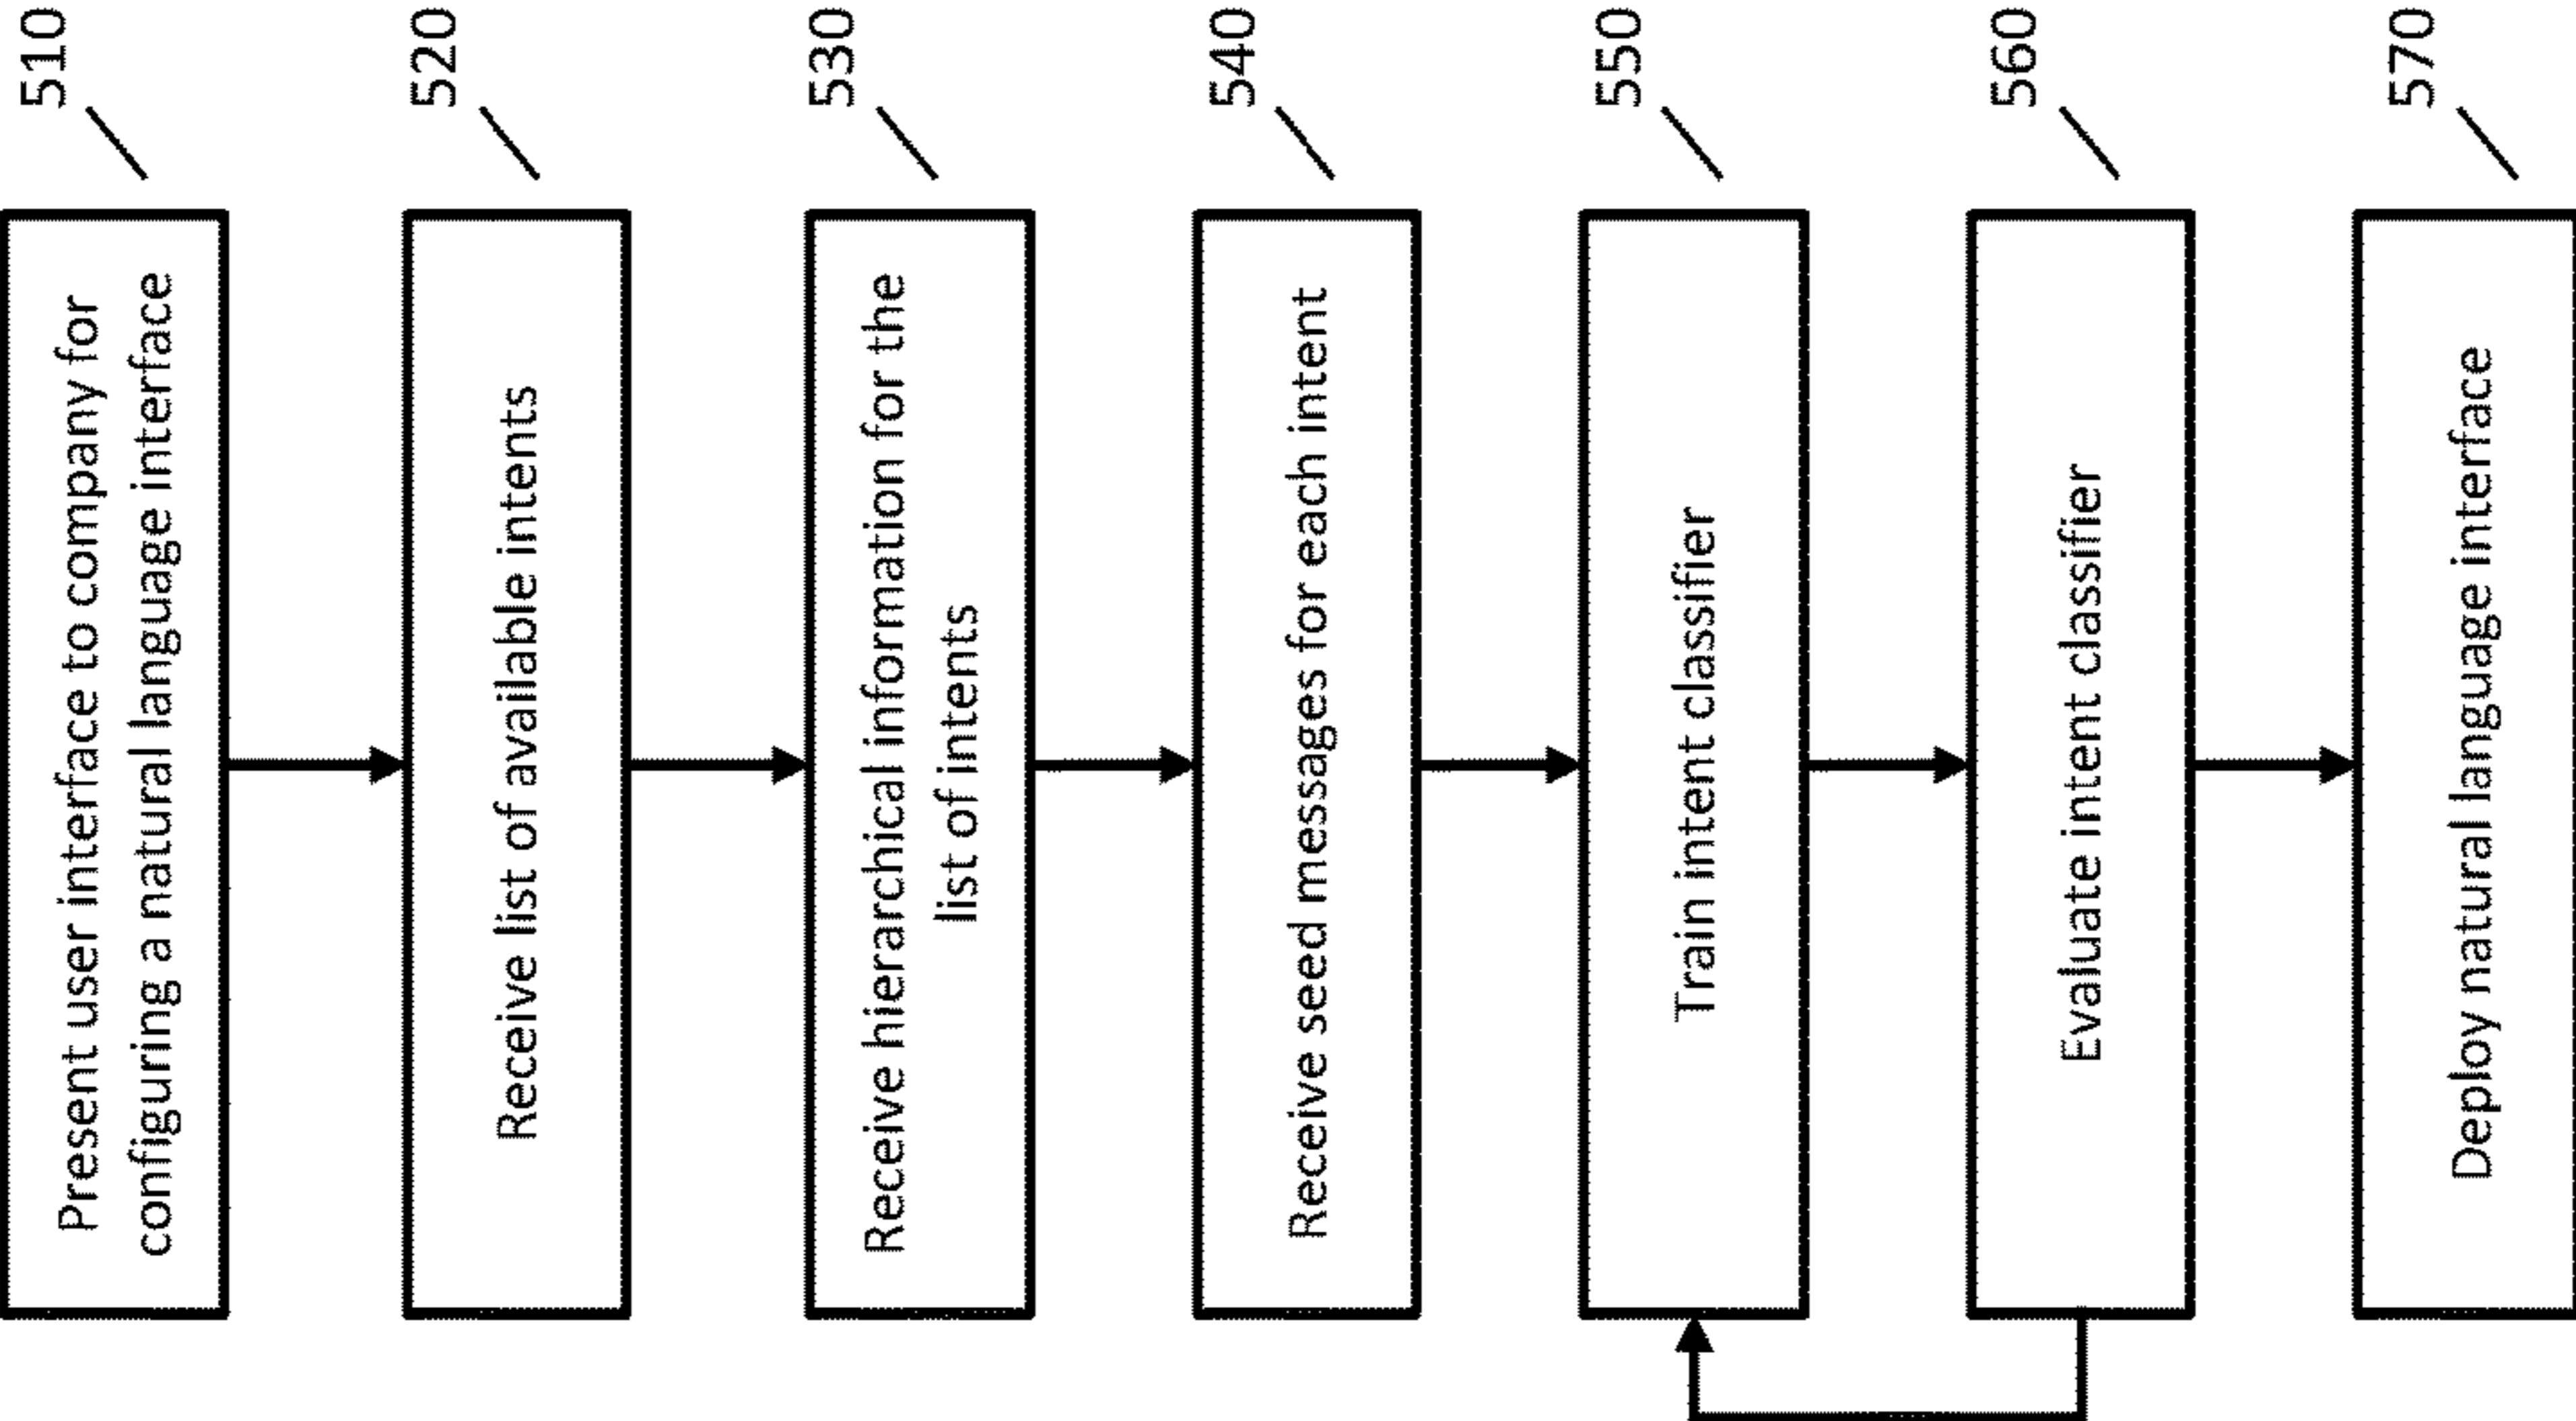 510
Present user interface to company for
configuring a natural language interface
520
Receive list of available intents
530
Receive hierarchical information for the
list of intents
540
Receive seed messages for each intent
550
Train intent classifier
560
Evaluate intent classifier
570
Deploy natural language interface